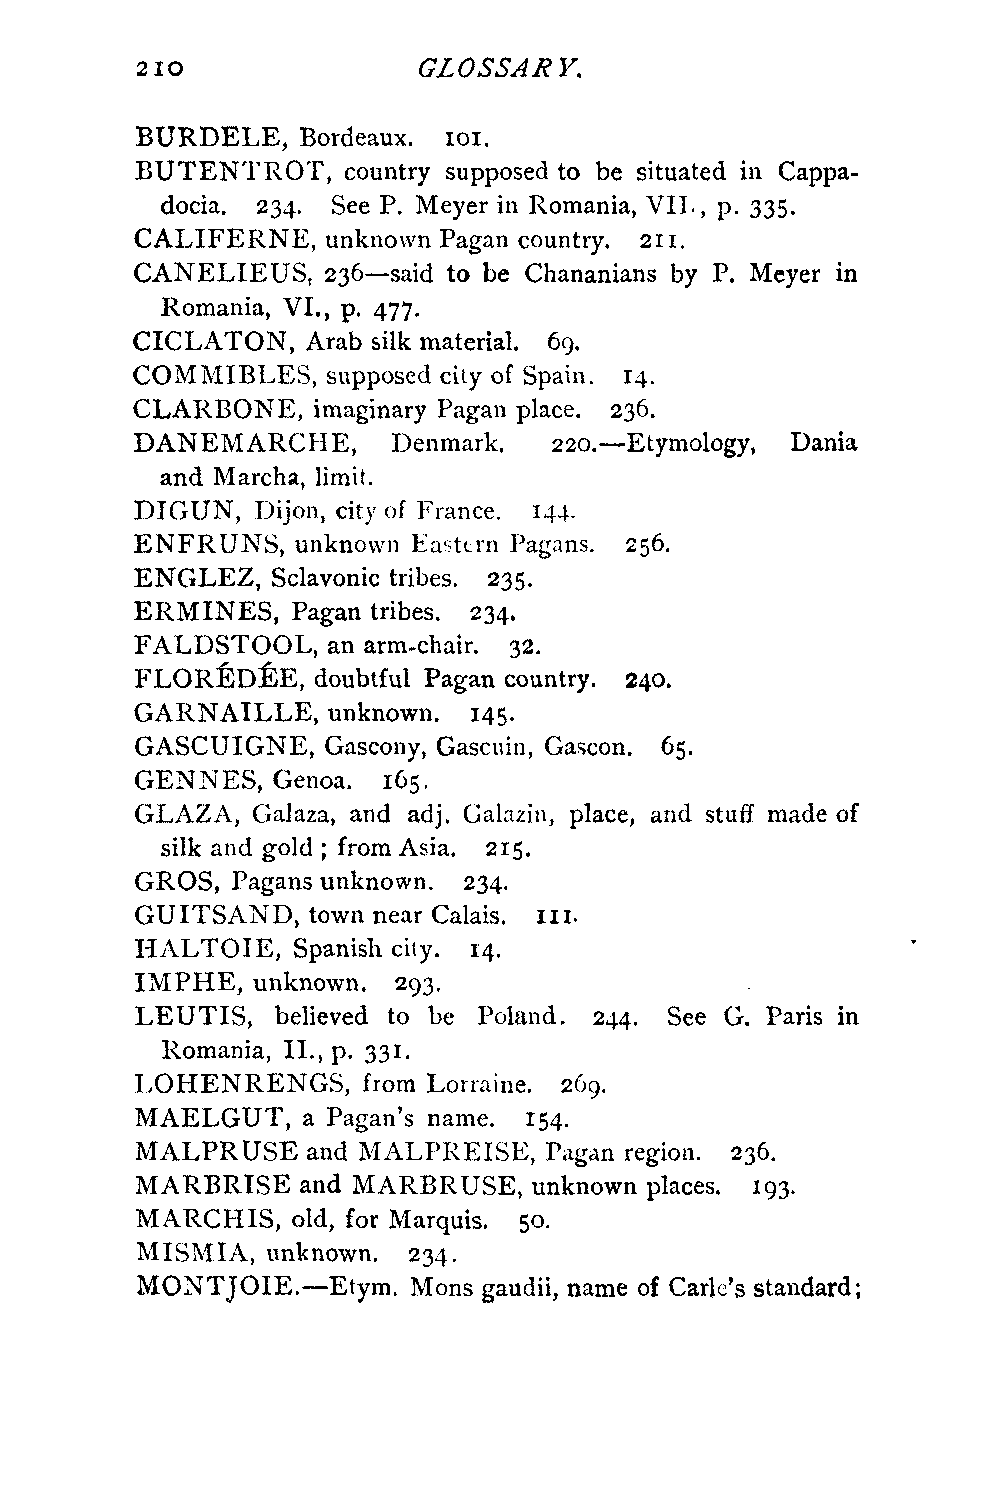 210 GLOSSARY.
BURDELE, Bordeaux. 101.
BUTENTROT, country supposed to be situated in Cappa-
docia. 234. See P. Meyer in Romania, VII., p. 335.
CALIFERNE, unknown Pagan country. 211.
CANELIEUS, 236—said to be Chananians by P. Meyer in
Romania, VI., p. 477.
CICLATON, Arab silk material. 69.
COMMIBLES, supposed city of Spain. 14.
CLARBONE, imaginary Pagan place. 236.
DANEMARCHE, Denmark. 220.—Etymology, Dania
and Marcha, limit.
DIGUN, Dijon, city of France. 144.
ENFRUNS, unknown Eastern Pagans. 256.
ENGLEZ, Sclavonic tribes. 235.
ERMINES, Pagan tribes. 234.
FALDSTOOL, an arm-chair. 32.
FLORÉDÉE, doubtful Pagan country. 240.
GARNAILLE, unknown. 145.
GASCUIGNE, Gascony, Gascuin, Gascon. 65.
GENNES, Genoa. 165.
GLAZA, Galaza, and adj. Galazin, place, and stuff made of
silk and gold ; from Asia. 215.
GROS, Pagans unknown. 234.
GUITSAND, town near Calais. 111.
HALTOIE, Spanish city. 14.
IMPHE, unknown. 293.
LEUTIS, believed to be Poland. 244. See G. Paris in
Romania, II., p. 331.
LOHENRENGS, from Lorraine. 269.
MAELGUT, a Pagan's name. 154.
MALPRUSE and MALPREISE, Pagan region. 236.
MARBRISE and MARBRUSE, unknown places. 193.
MARCHIS, old, for Marquis. 50.
MISMIA, unknown. 234.
MONTJOIE.—Etym. Mons gaudii, name of Carle's standard;